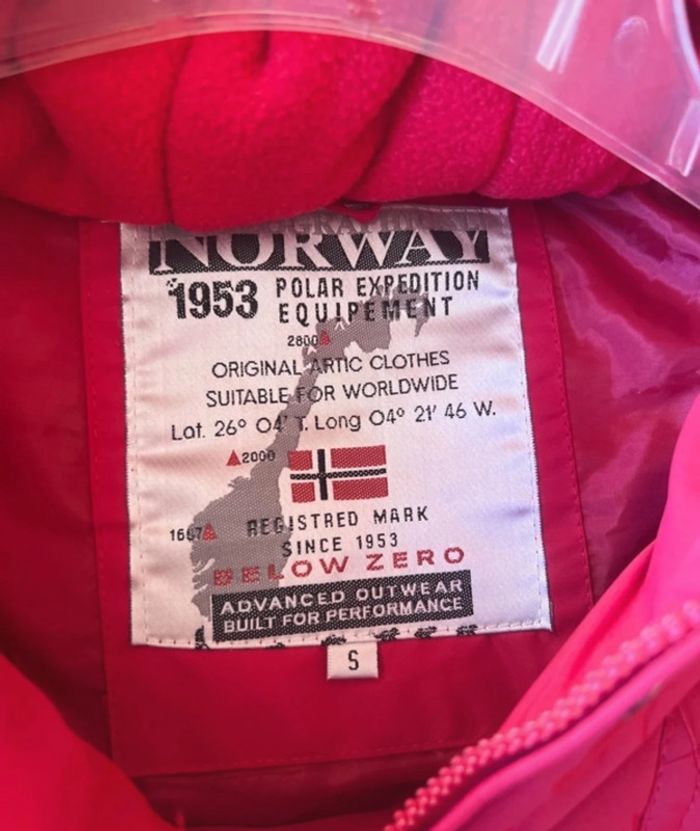 NORWAY
1953 POLAR EXPEDITION
EQUIPEMENT
2800
ORIGINAL ARTIC CLOTHES
SUITABLE FOR WORLDWIDE
Lat. 26° 04' T. Long 04° 21' 46 W.
2000
1667
REGISTRED MARK
SINCE 1953
BELOW ZERO
ADVANCED OUTWEAR
BUILT FOR PERFORMANCE
S